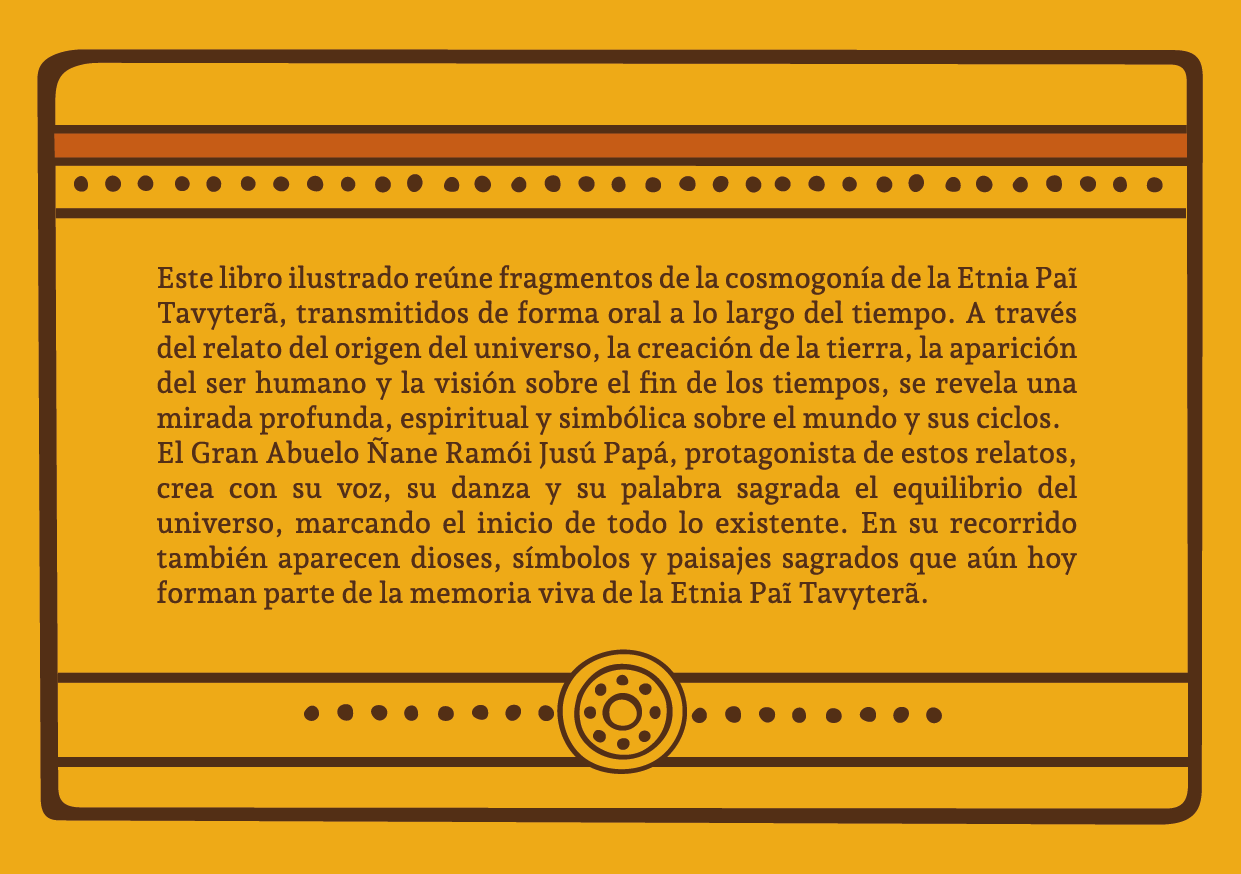 Este libro ilustrado reúne fragmentos de la cosmogonía de la Etnia Paĩ
Tavyterã, transmitidos de forma oral a lo largo del tiempo. A través
del relato del origen del universo, la creación de la tierra, la aparición
del ser humano y la visión sobre el fin de los tiempos, se revela una
mirada profunda, espiritual y simbólica sobre el mundo y sus ciclos.
El Gran Abuelo Ñane Ramói Jusú Papá, protagonista de estos relatos,
crea con su voz, su danza y su palabra sagrada el equilibrio del
universo, marcando el inicio de todo lo existente. En su recorrido
también aparecen dioses, símbolos y paisajes sagrados que aún hoy
forman parte de la memoria viva de la Etnia Paĩ Tavyterã.